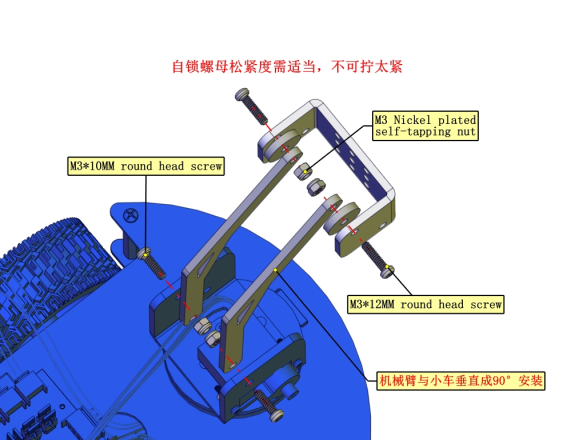 自锁螺母松紧度需适当，不可拧太紧
M3 Nickel plated
self-tapping nut
M3*10MM round head screw
M3*12MM round head screw
机械臂与小车垂直成90°安装